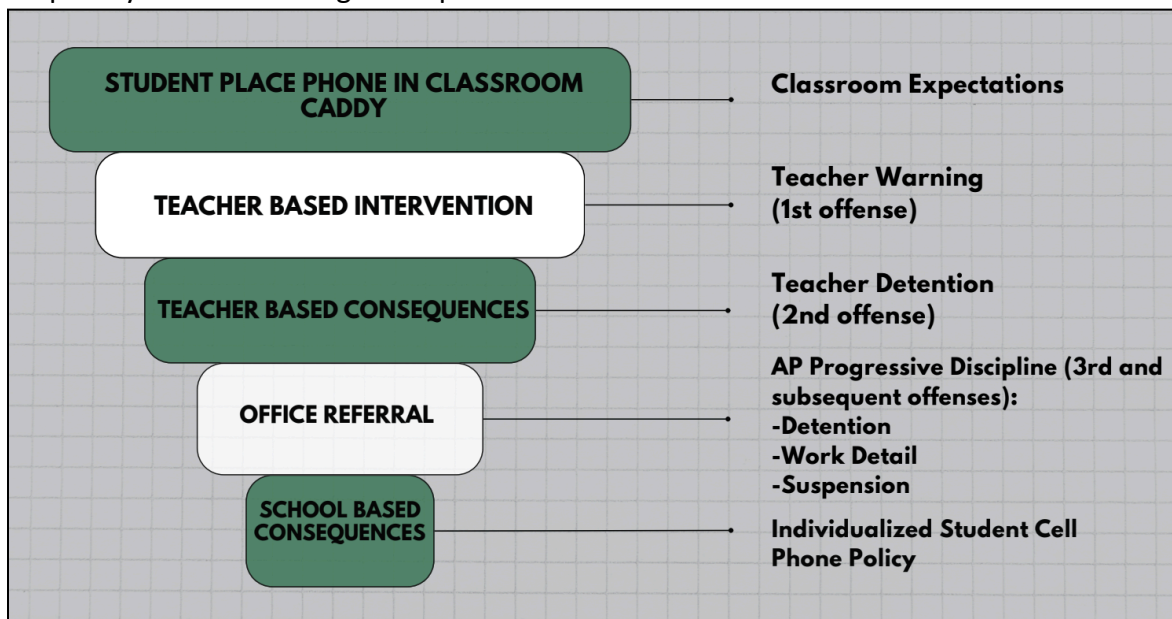 STUDENT PLACE PHONE IN CLASSROOM
CADDY
Classroom Expectations
TEACHER BASED INTERVENTION
Teacher Warning
(1st offense)
TEACHER BASED CONSEQUENCES
Teacher Detention
(2nd offense)
OFFICE REFERRAL
AP Progressive Discipline (3rd and
subsequent offenses):
-Detention
-Work Detail
-Suspension
SCHOOL BASED
CONSEQUENCES
Individualized Student Cell
Phone Policy